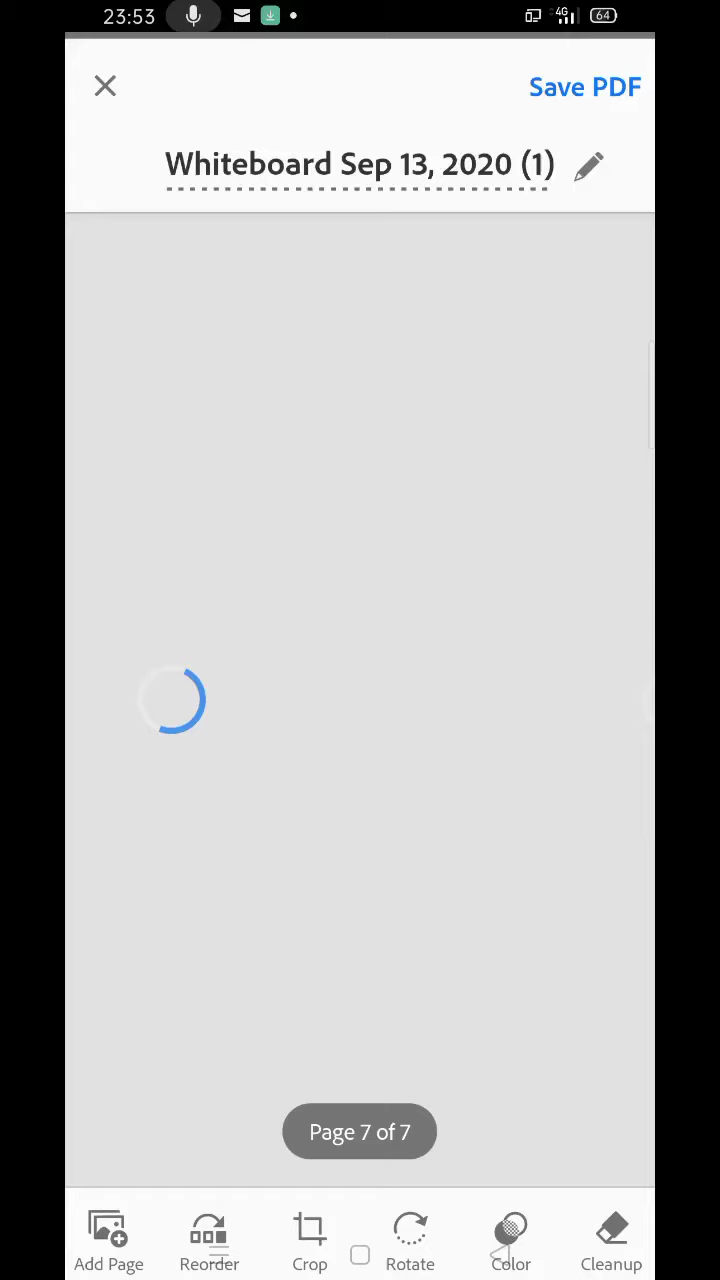 23:53
4G
64
Save PDF
Whiteboard Sep 13, 2020 (1)
Page 7 of 7
Add Page
Reorder
Crop
Rotate
Color
Cleanup